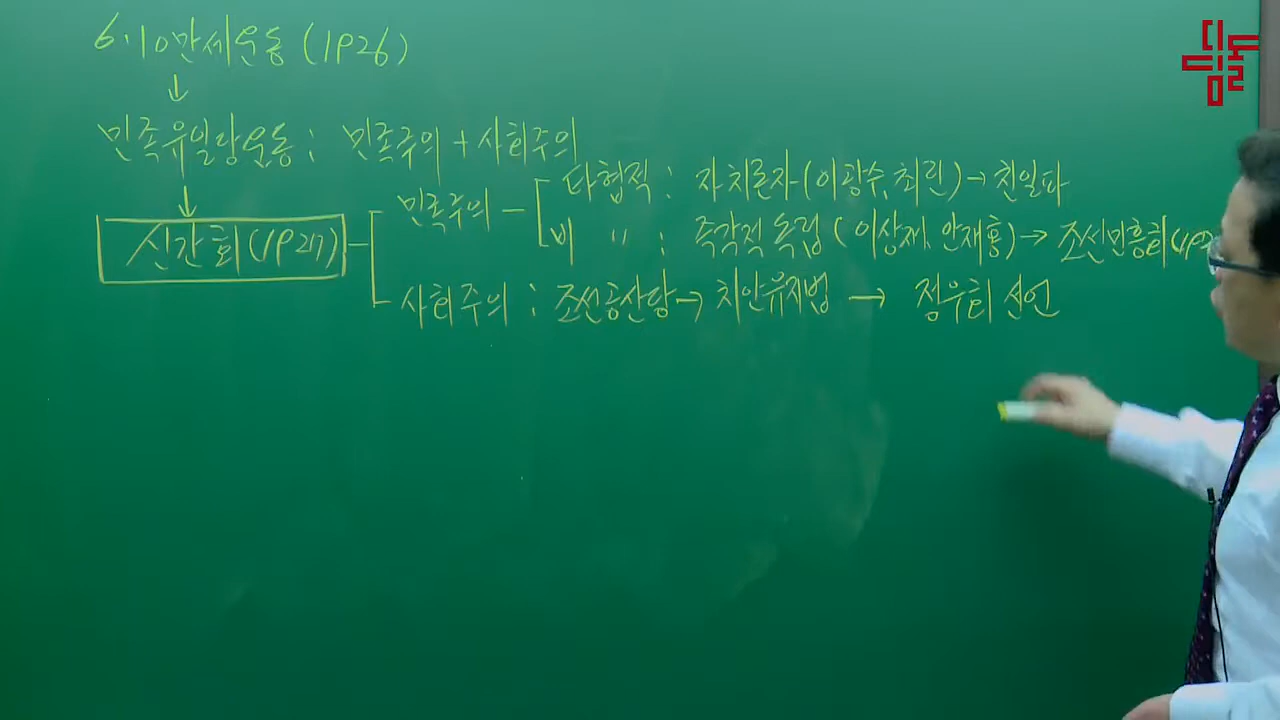 6.10만세운동 (1926)
↓
민족유일당운동 : 민족주의 + 사회주의
↓
민족주의 - 타협적 : 자치론자 (이광수, 최린) → 친일파
비 〃 : 즉각적 독립 (이상재, 안재홍) → 조선민흥회 (192
신간회 (1927)
사회주의 : 조선공산당 → 치안유지법 → 정우회 선언